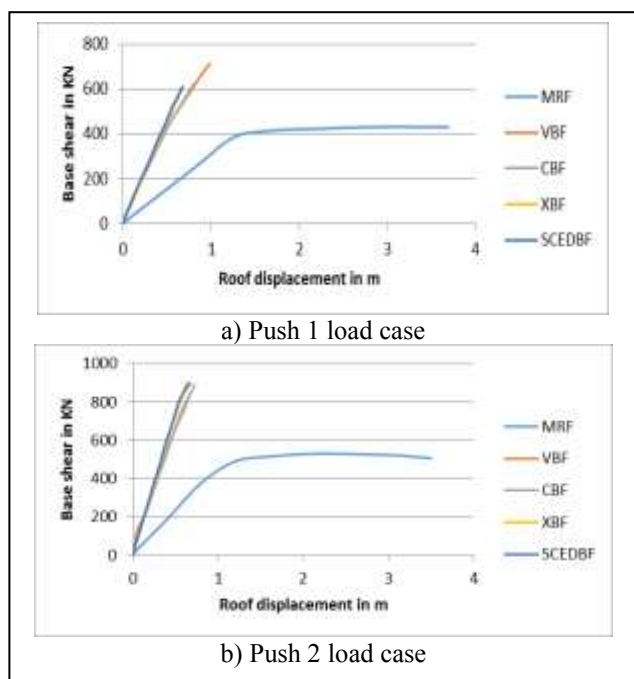 800
600
400
200
0
Base shear in KN
0 1 2 3 4
Roof displacement in m
MRF
VBF
CBF
XBF
SCEDBF
a) Push 1 load case
1000
800
600
400
200
0
Base shear in KN
0 1 2 3 4
Roof displacement in m
MRF
VBF
CBF
XBF
SCEDBF
b) Push 2 load case